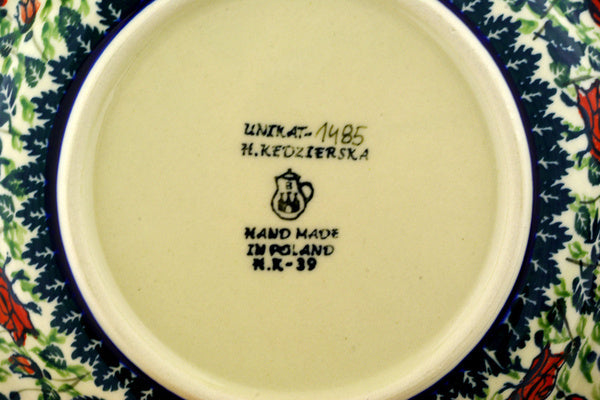 UNIKAT-1485
H.KEDZIERSKA
HAND MADE
IN POLAND
H.K-39